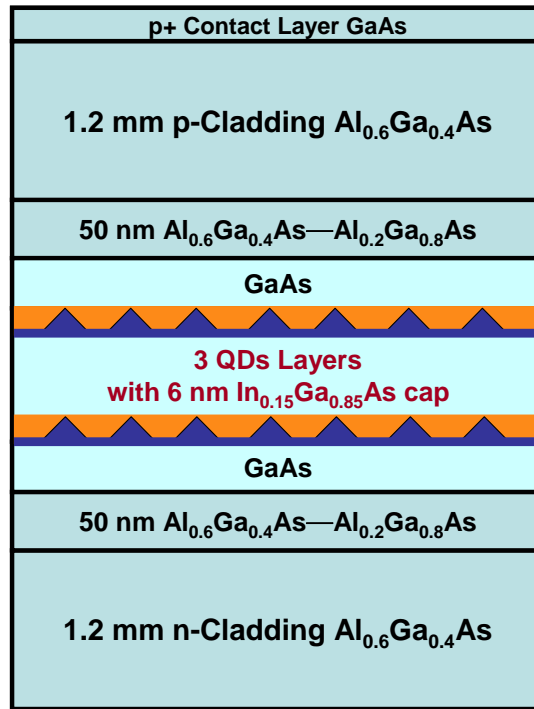 p+ Contact Layer GaAs
1.2 mm p-Cladding Al₀.₆Ga₀.₄As
50 nm Al₀.₆Ga₀.₄As—Al₀.₂Ga₀.₈As
GaAs
3 QDs Layers
with 6 nm In₀.₁₅Ga₀.₈₅As cap
GaAs
50 nm Al₀.₆Ga₀.₄As—Al₀.₂Ga₀.₈As
1.2 mm n-Cladding Al₀.₆Ga₀.₄As